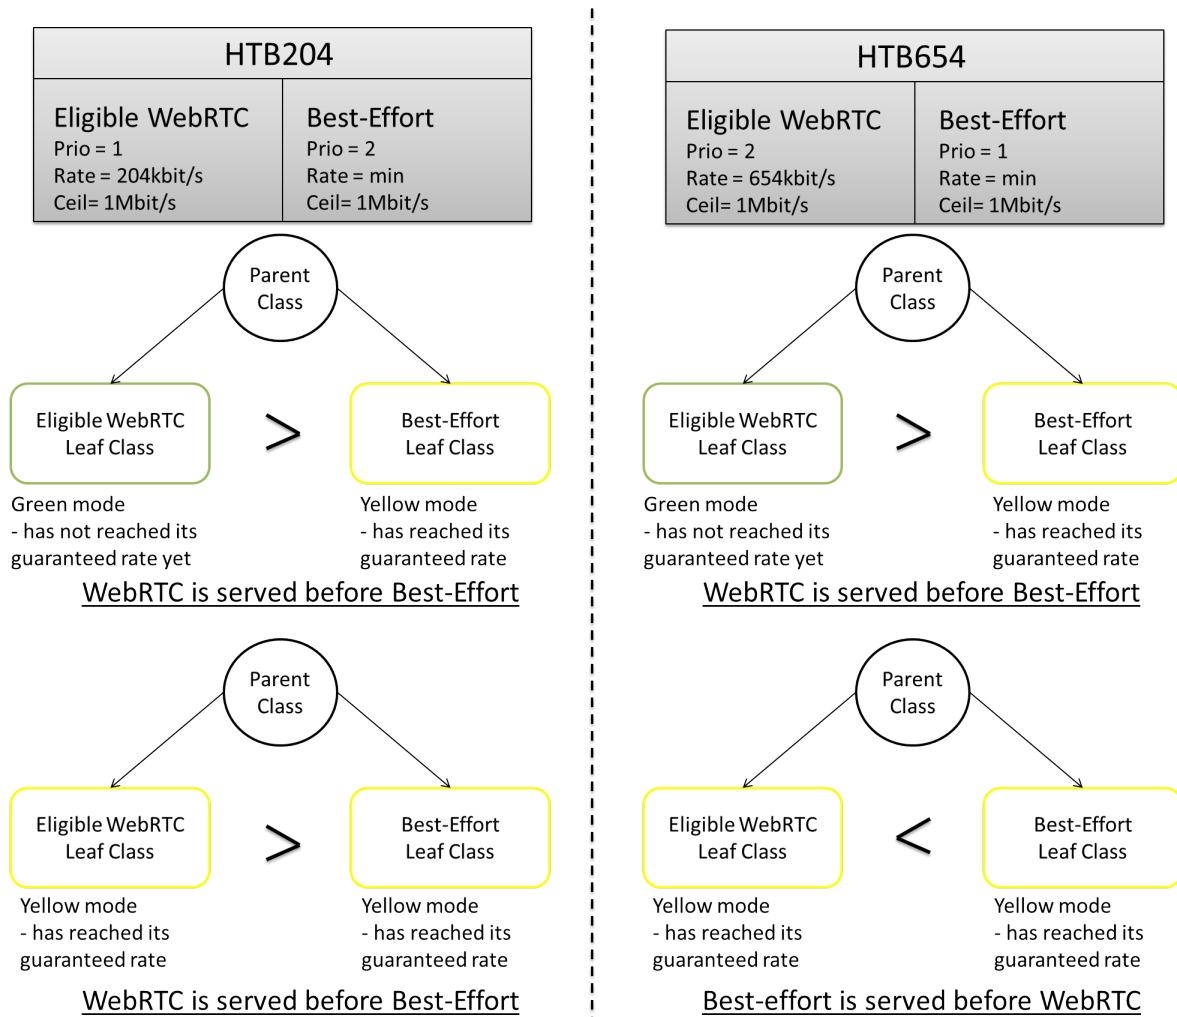 HTB204
Eligible WebRTC
Prio = 1
Rate = 204kbit/s
Ceil= 1Mbit/s
Best-Effort
Prio = 2
Rate = min
Ceil= 1Mbit/s
Parent
Class
Eligible WebRTC
Leaf Class
>
Best-Effort
Leaf Class
Green mode
- has not reached its
guaranteed rate yet
Yellow mode
- has reached its
guaranteed rate
WebRTC is served before Best-Effort
Parent
Class
Eligible WebRTC
Leaf Class
>
Best-Effort
Leaf Class
Yellow mode
- has reached its
guaranteed rate
Yellow mode
- has reached its
guaranteed rate
WebRTC is served before Best-Effort
HTB654
Eligible WebRTC
Prio = 2
Rate = 654kbit/s
Ceil= 1Mbit/s
Best-Effort
Prio = 1
Rate = min
Ceil= 1Mbit/s
Parent
Class
Eligible WebRTC
Leaf Class
>
Best-Effort
Leaf Class
Green mode
- has not reached its
guaranteed rate yet
Yellow mode
- has reached its
guaranteed rate
WebRTC is served before Best-Effort
Parent
Class
Eligible WebRTC
Leaf Class
<
Best-Effort
Leaf Class
Yellow mode
- has reached its
guaranteed rate
Yellow mode
- has reached its
guaranteed rate
Best-effort is served before WebRTC